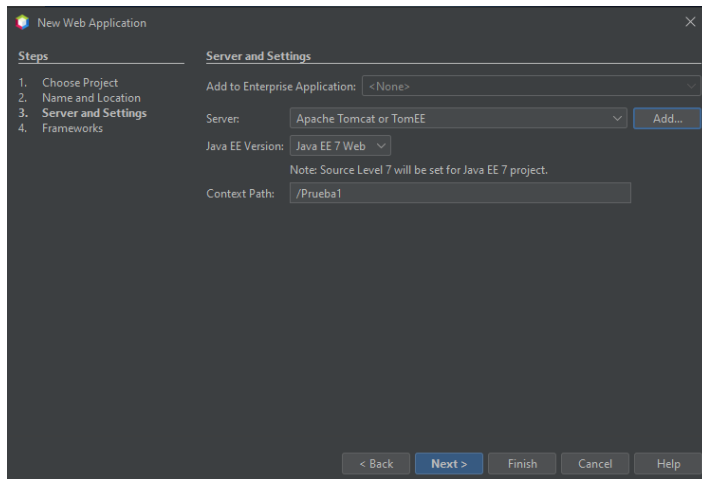 New Web Application
Steps
1. Choose Project
2. Name and Location
3. Server and Settings
4. Frameworks
Server and Settings
Add to Enterprise Application: <None>
Server: Apache Tomcat or TomEE Add...
Java EE Version: Java EE 7 Web
Note: Source Level 7 will be set for Java EE 7 project.
Context Path: /Prueba1
< Back Next > Finish Cancel Help